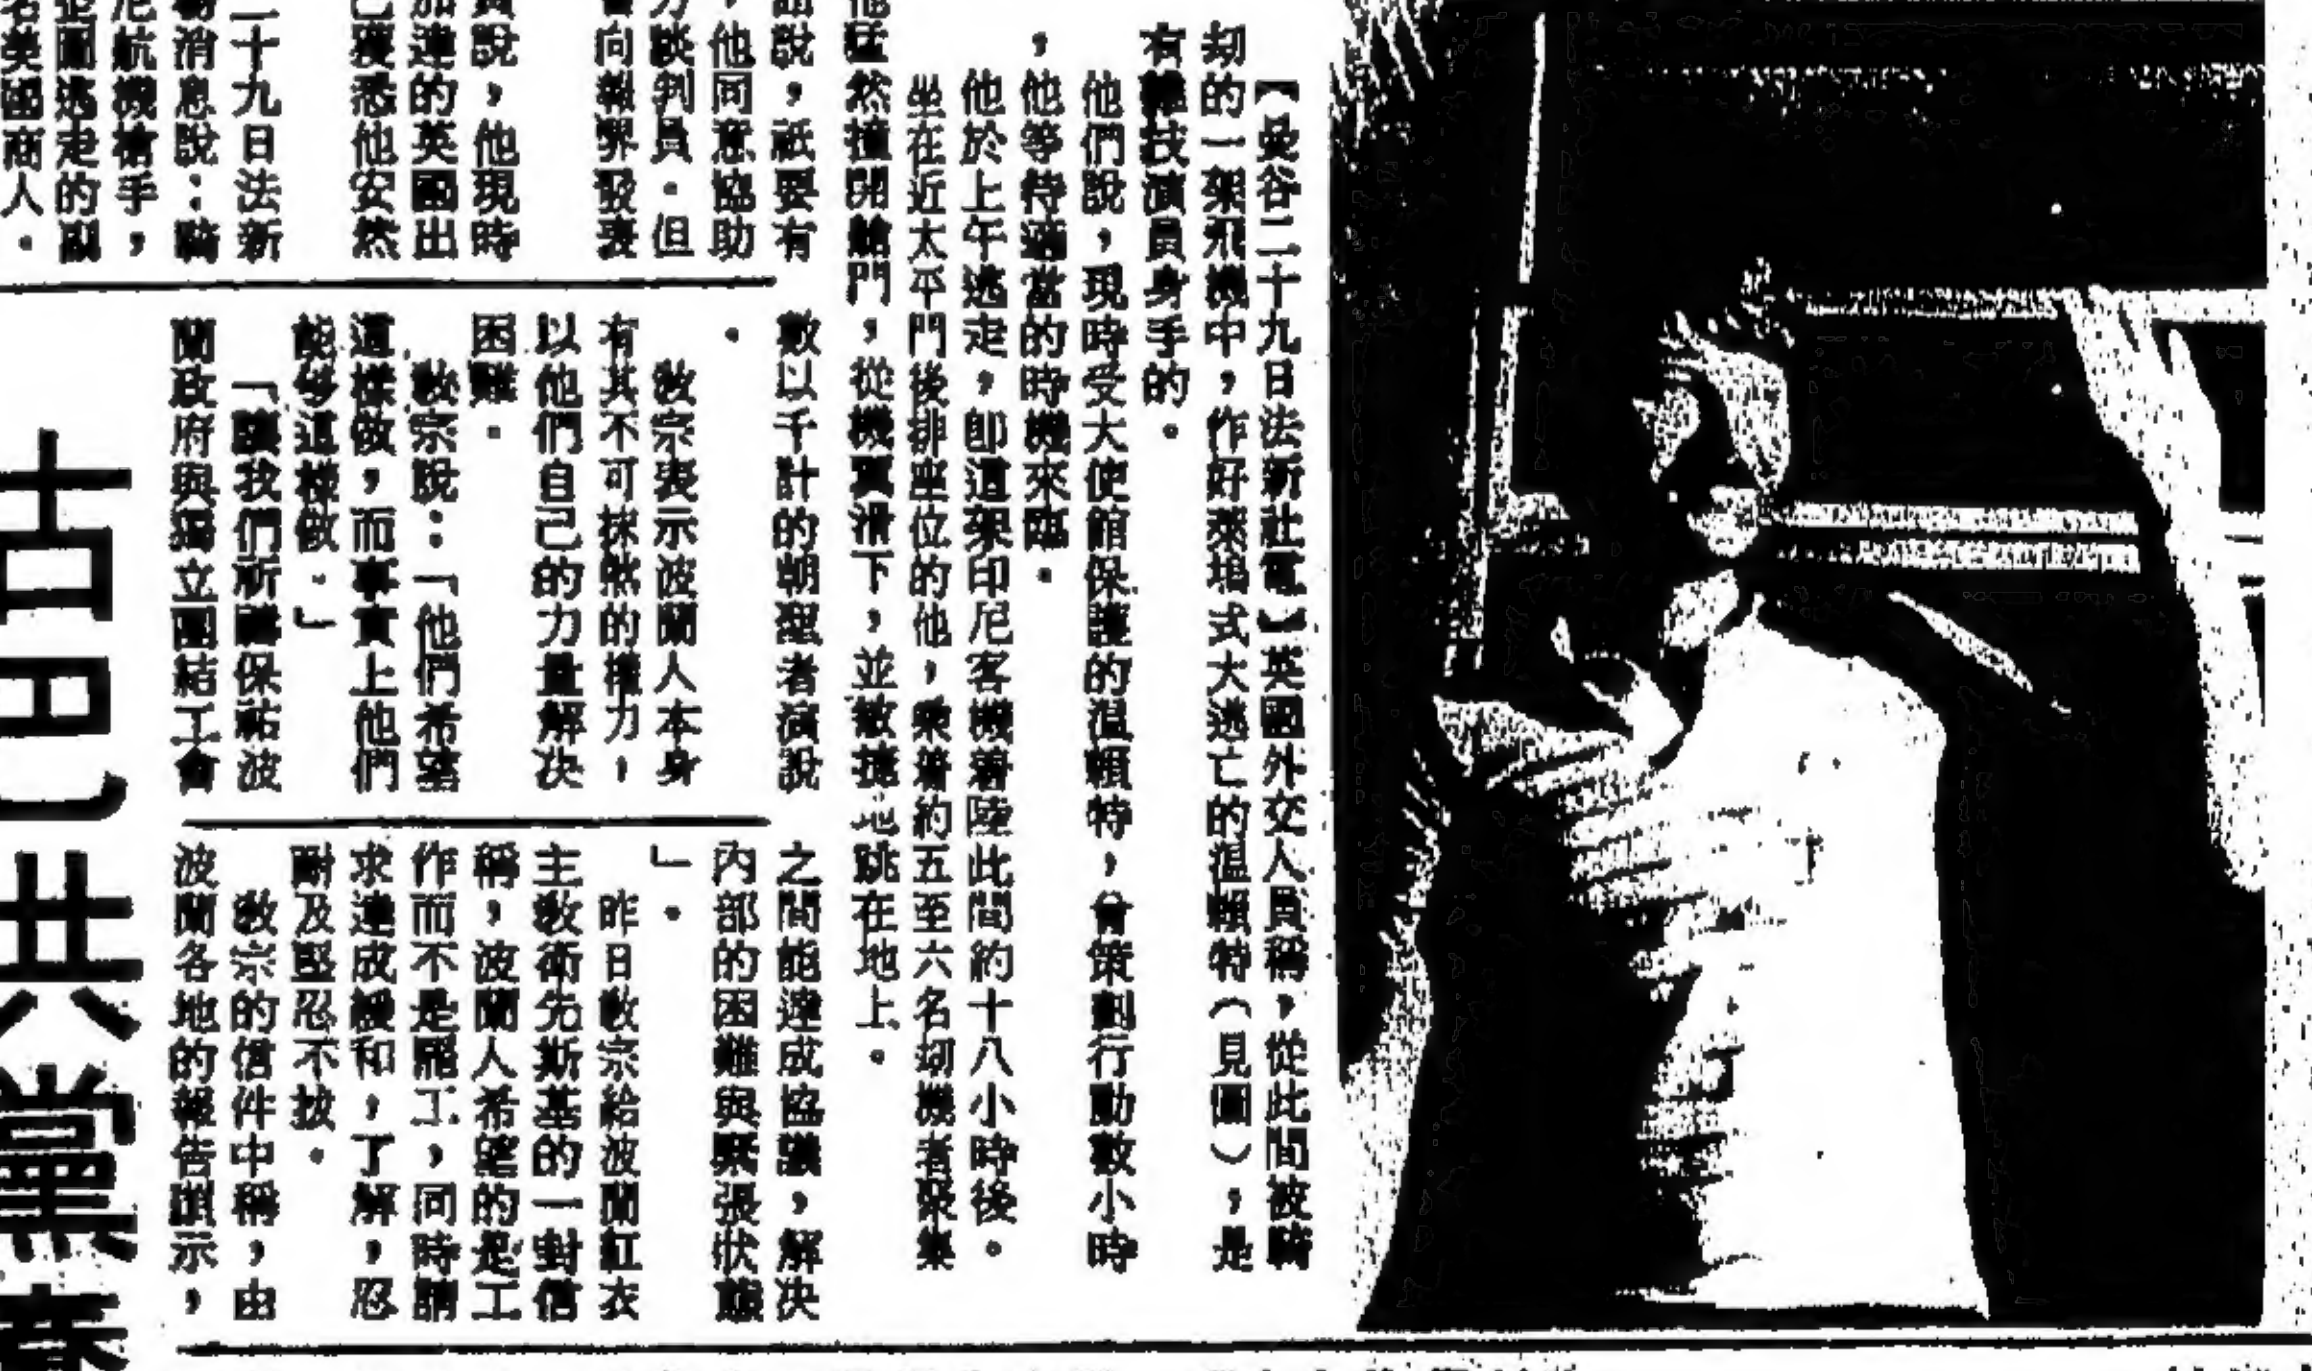 【曼谷二十九日法新社電】英國外交人員稱，從此間被騎
刼的一架飛機中，作好萊塢式大逃亡的溫賴特（見圖），是
有雜技演員身手的。
他們說，現時受大使館保護的溫賴特，曾策劃行動數小時
，他等待適當的時機來臨。
他於上午逃走，卽這架印尼客機着陸此間約十八小時後。
坐在近太平門後排座位的他，乘着約五至六名刼機者聚集
他猛然撞開艙門，從機翼滑下，並敏捷地跳在地上。
說，祇要有
，他同意協助
談判員。但
向報界發表
說，他現時
加連的英國出
已獲悉他安然
二十九日法新
消息說：騎
尼航機槍手，
企圖逃走的副
名美國商人。
數以千計的朝聖者演說
。
教宗表示波蘭人本身
有其不可抹煞的權力，
以他們自己的力量解决
困難。
教宗說：「他們希望
這樣做，而事實上他們
能够這樣做。」
「讓我們祈禱保祐波
蘭政府與獨立團結工會
之間能達成協議，解决
內部的困難與緊張狀態
」。
昨日教宗給波蘭紅衣
主教衛先斯基的一封信
稱，波蘭人希望的是工
作而不是罷工，同時請
求達成緩和，了解，忍
耐及堅忍不拔。
教宗的信件中稱，由
波蘭各地的報告顯示，
古巴共黨